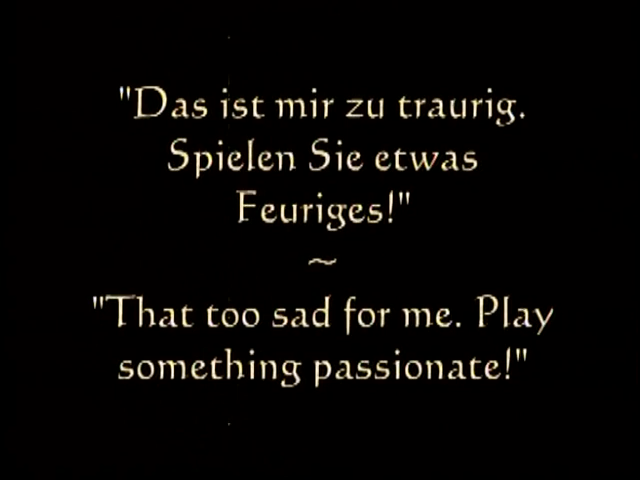 "Das ist mir zu traurig.
Spielen Sie etwas
Feuriges!"
~
"That too sad for me. Play
something passionate!"